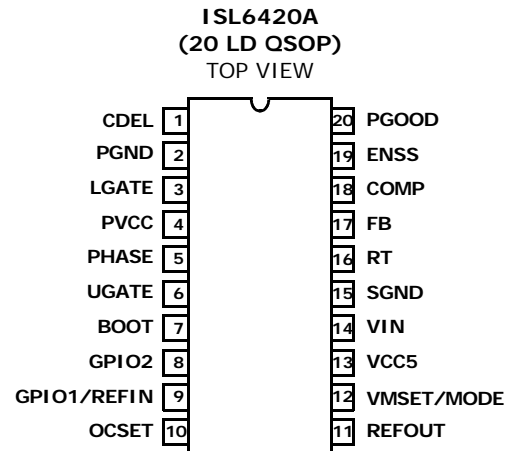 ISL6420A
(20 LD QSOP)
TOP VIEW
CDEL 1 20 PGOOD
PGND 2 19 ENSS
LGATE 3 18 COMP
PVCC 4 17 FB
PHASE 5 16 RT
UGATE 6 15 SGND
BOOT 7 14 VIN
GPIO2 8 13 VCC5
GPIO1/REFIN 9 12 VMSET/MODE
OCSET 10 11 REFOUT